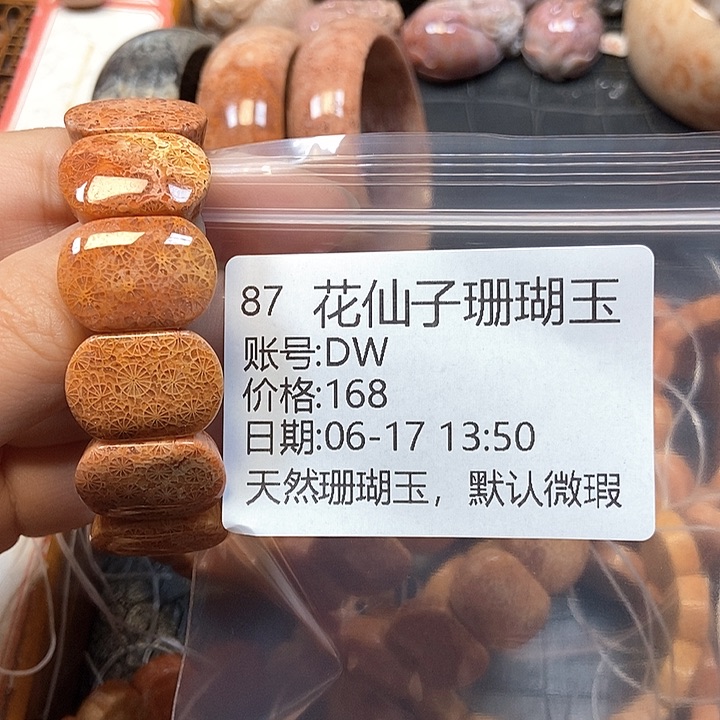 87 花仙子珊瑚玉
账号:DW
价格:168
日期:06-17 13:50
天然珊瑚玉，默认微瑕